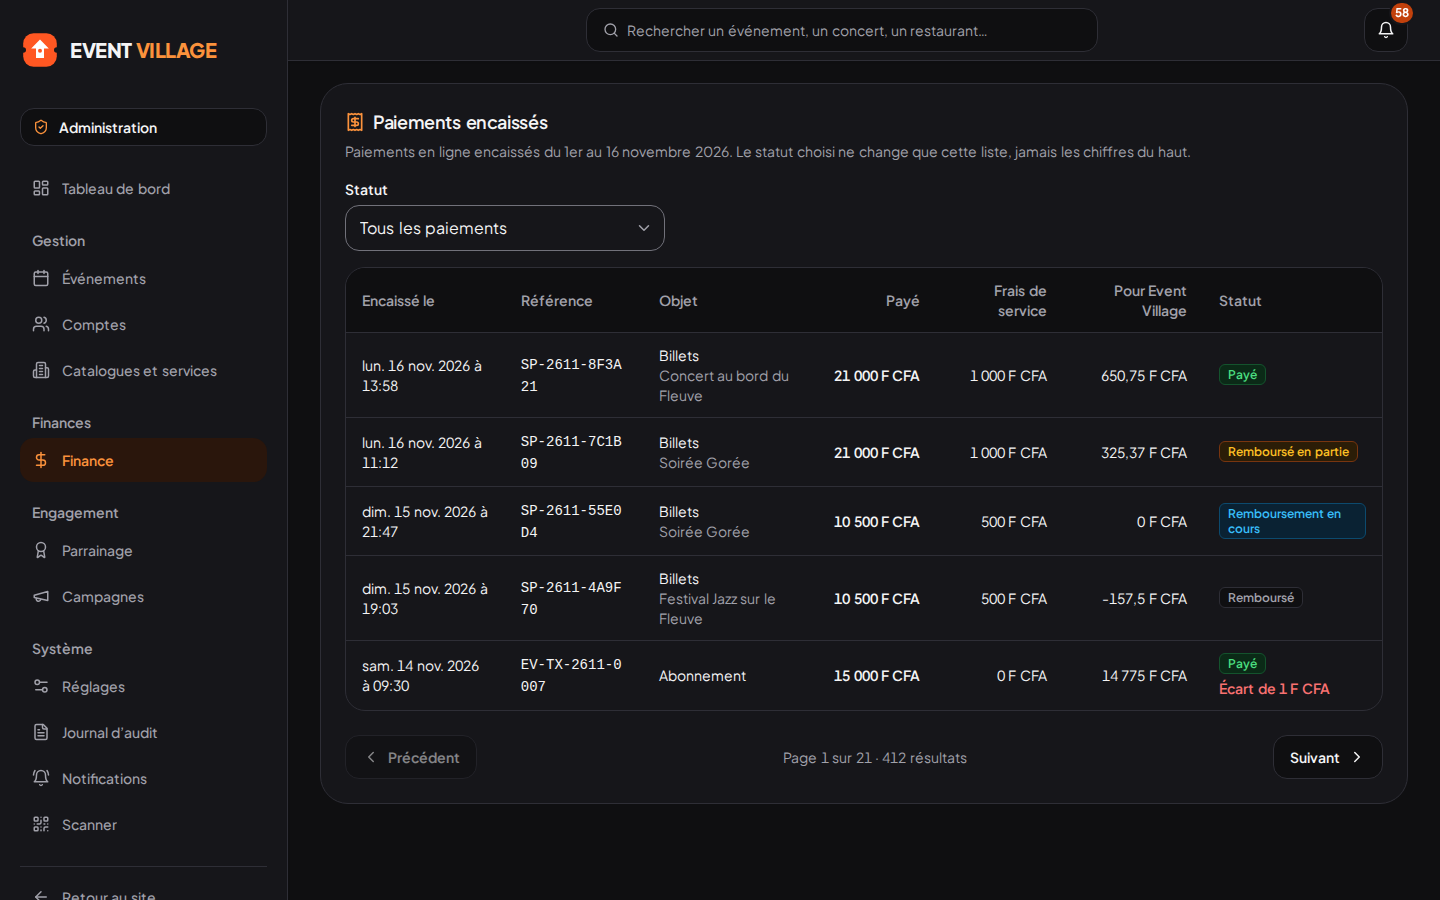 EVENT VILLAGE
Rechercher un événement, un concert, un restaurant...
58
Administration
Tableau de bord
Gestion
Événements
Comptes
Catalogues et services
Finances
Finance
Engagement
Parrainage
Campagnes
Système
Réglages
Journal d'audit
Notifications
Scanner
Retour au site
Paiements encaissés
Paiements en ligne encaissés du 1er au 16 novembre 2026. Le statut choisi ne change que cette liste, jamais les chiffres du haut.
Statut
Tous les paiements
Encaissé le
Référence
Objet
Payé
Frais de
service
Pour Event
Village
Statut
lun. 16 nov. 2026 à
13:58
SP-2611-8F3A
21
Billets
Concert au bord du
Fleuve
21 000 F CFA
1 000 F CFA
650,75 F CFA
Payé
lun. 16 nov. 2026 à
11:12
SP-2611-7C1B
09
Billets
Soirée Gorée
21 000 F CFA
1 000 F CFA
325,37 F CFA
Remboursé en partie
dim. 15 nov. 2026 à
21:47
SP-2611-55E0
D4
Billets
Soirée Gorée
10 500 F CFA
500 F CFA
0 F CFA
Remboursement en
cours
dim. 15 nov. 2026 à
19:03
SP-2611-4A9F
70
Billets
Festival Jazz sur le
Fleuve
10 500 F CFA
500 F CFA
-157,5 F CFA
Remboursé
sam. 14 nov. 2026
à 09:30
EV-TX-2611-0
007
Abonnement
15 000 F CFA
0 F CFA
14 775 F CFA
Payé
Écart de 1 F CFA
Précédent
Page 1 sur 21 · 412 résultats
Suivant